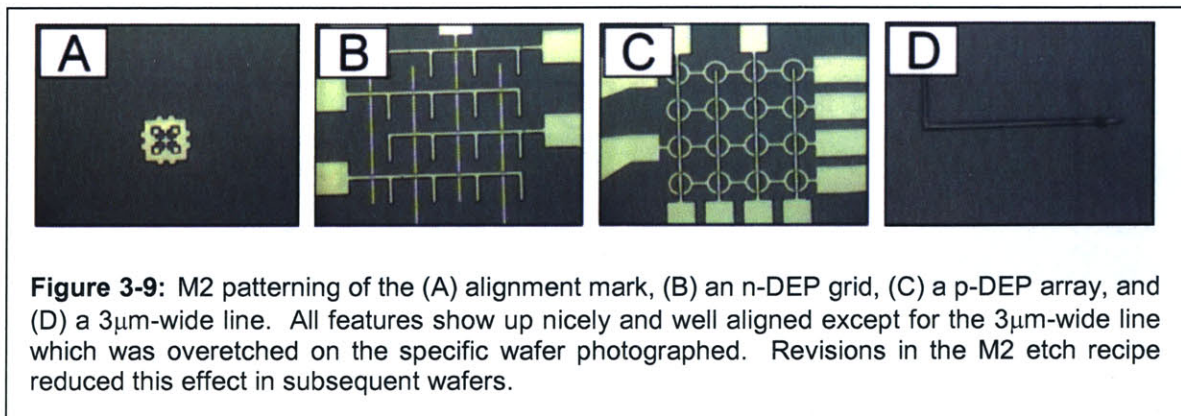 A B C D
Figure 3-9: M2 patterning of the (A) alignment mark, (B) an n-DEP grid, (C) a p-DEP array, and
(D) a 3μm-wide line. All features show up nicely and well aligned except for the 3μm-wide line
which was overetched on the specific wafer photographed. Revisions in the M2 etch recipe
reduced this effect in subsequent wafers.